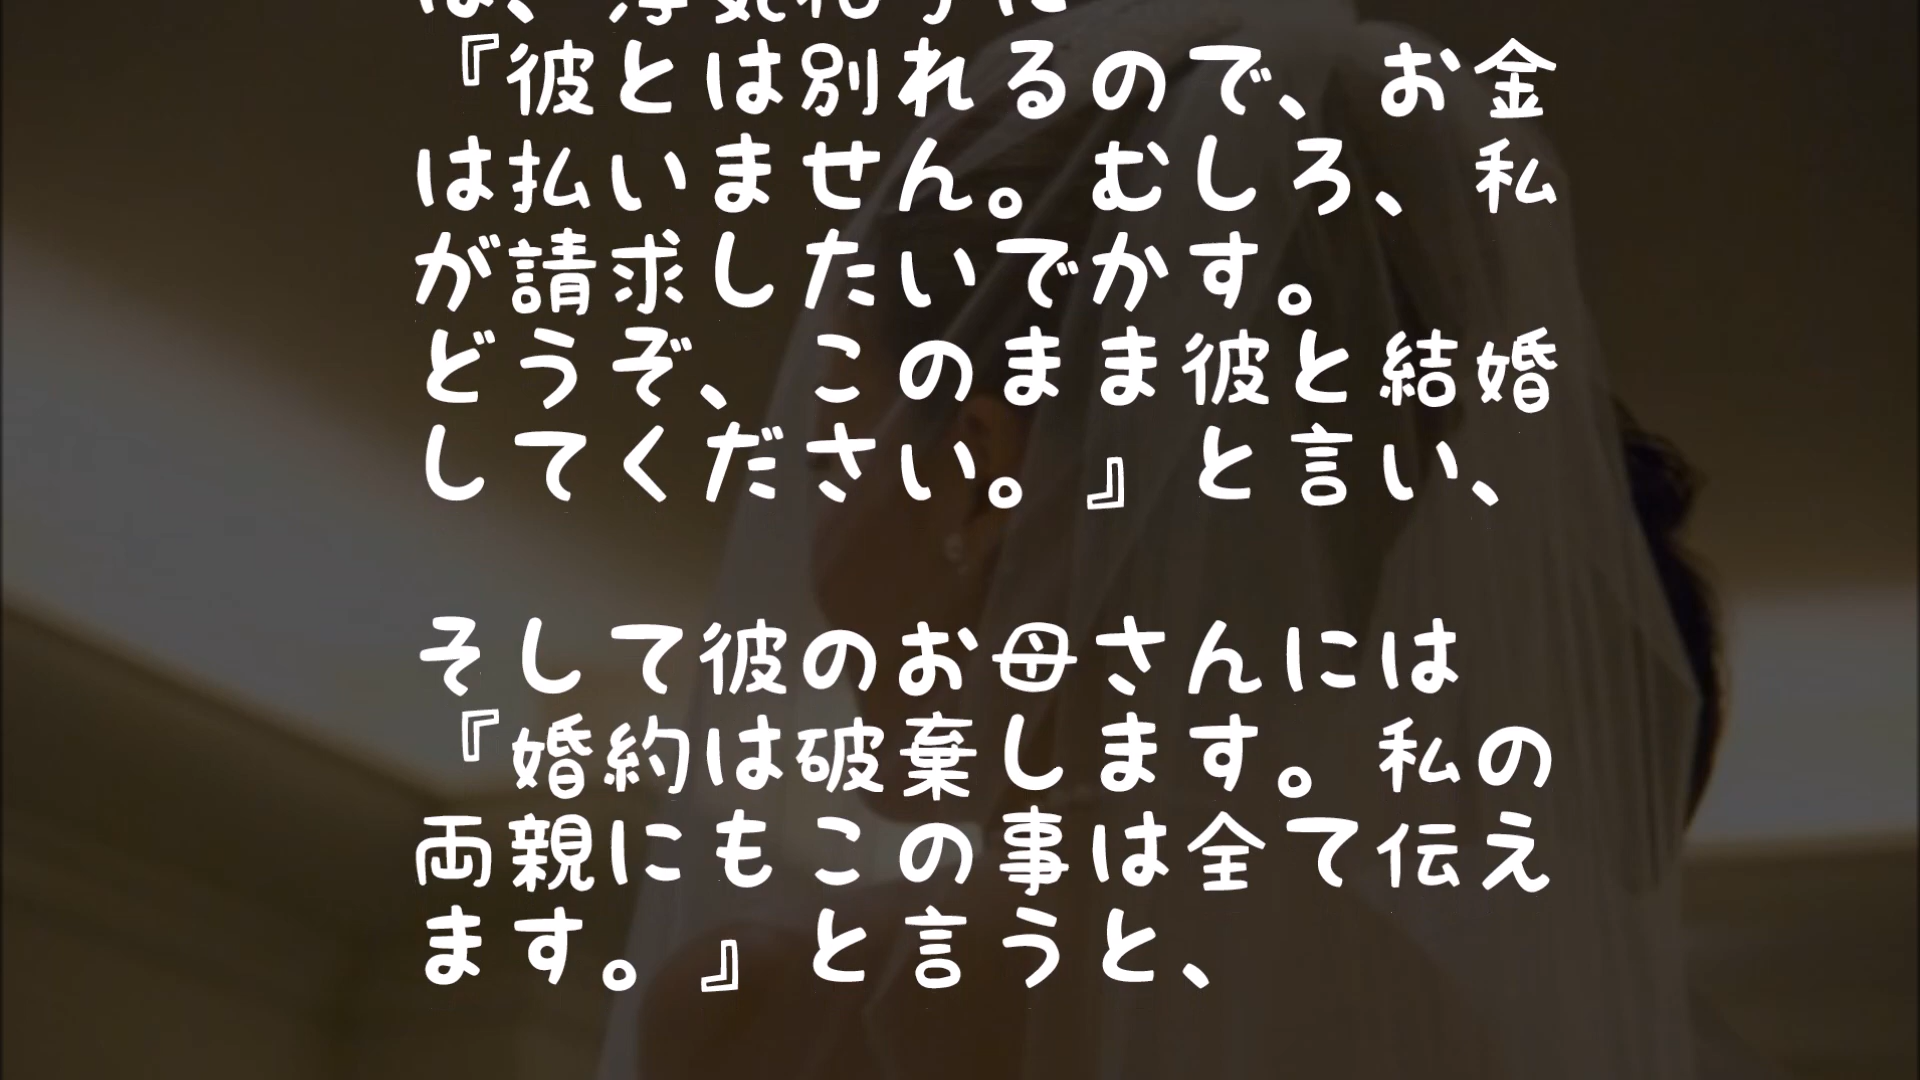 『彼とは別れるので、お金
は払いません。むしろ、私
が請求したいでかす。
どうぞ、このまま彼と結婚
してください。』と言い、
そして彼のお母さんには
『婚約は破棄します。私の
両親にもこの事は全て伝え
ます。』と言うと、